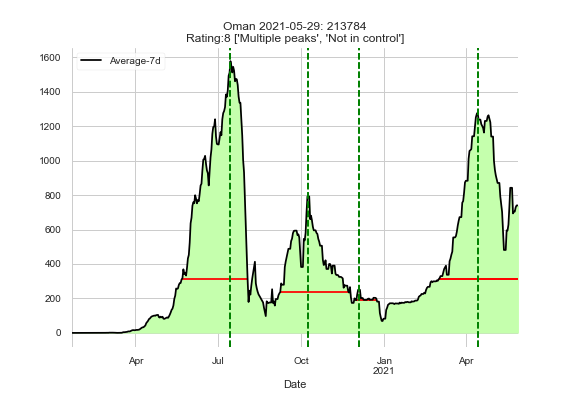 Oman 2021-05-29: 213784
Rating:8 ['Multiple peaks', 'Not in control']
Average-7d
1600
1400
1200
1000
800
600
400
200
0
Apr
Jul
Oct
Jan
2021
Apr
Date